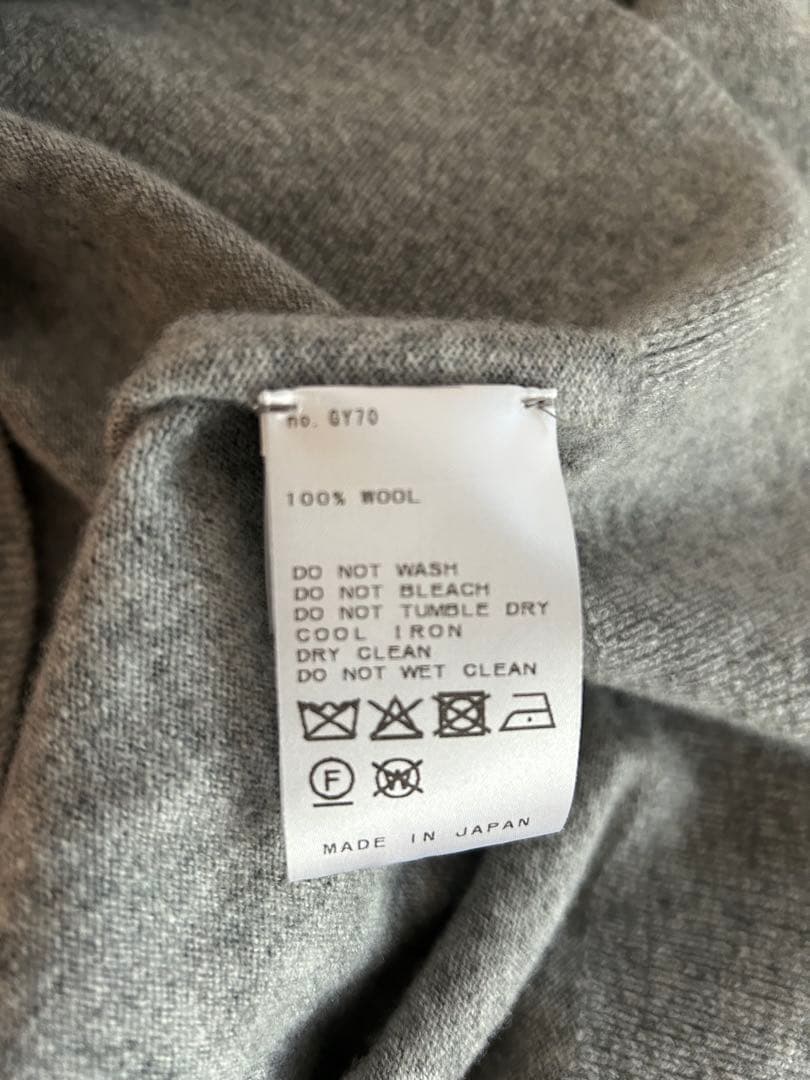 no. GY70
100% WOOL
DO NOT WASH
DO NOT BLEACH
DO NOT TUMBLE DRY
COOL IRON
DRY CLEAN
DO NOT WET CLEAN
F W
MADE IN JAPAN